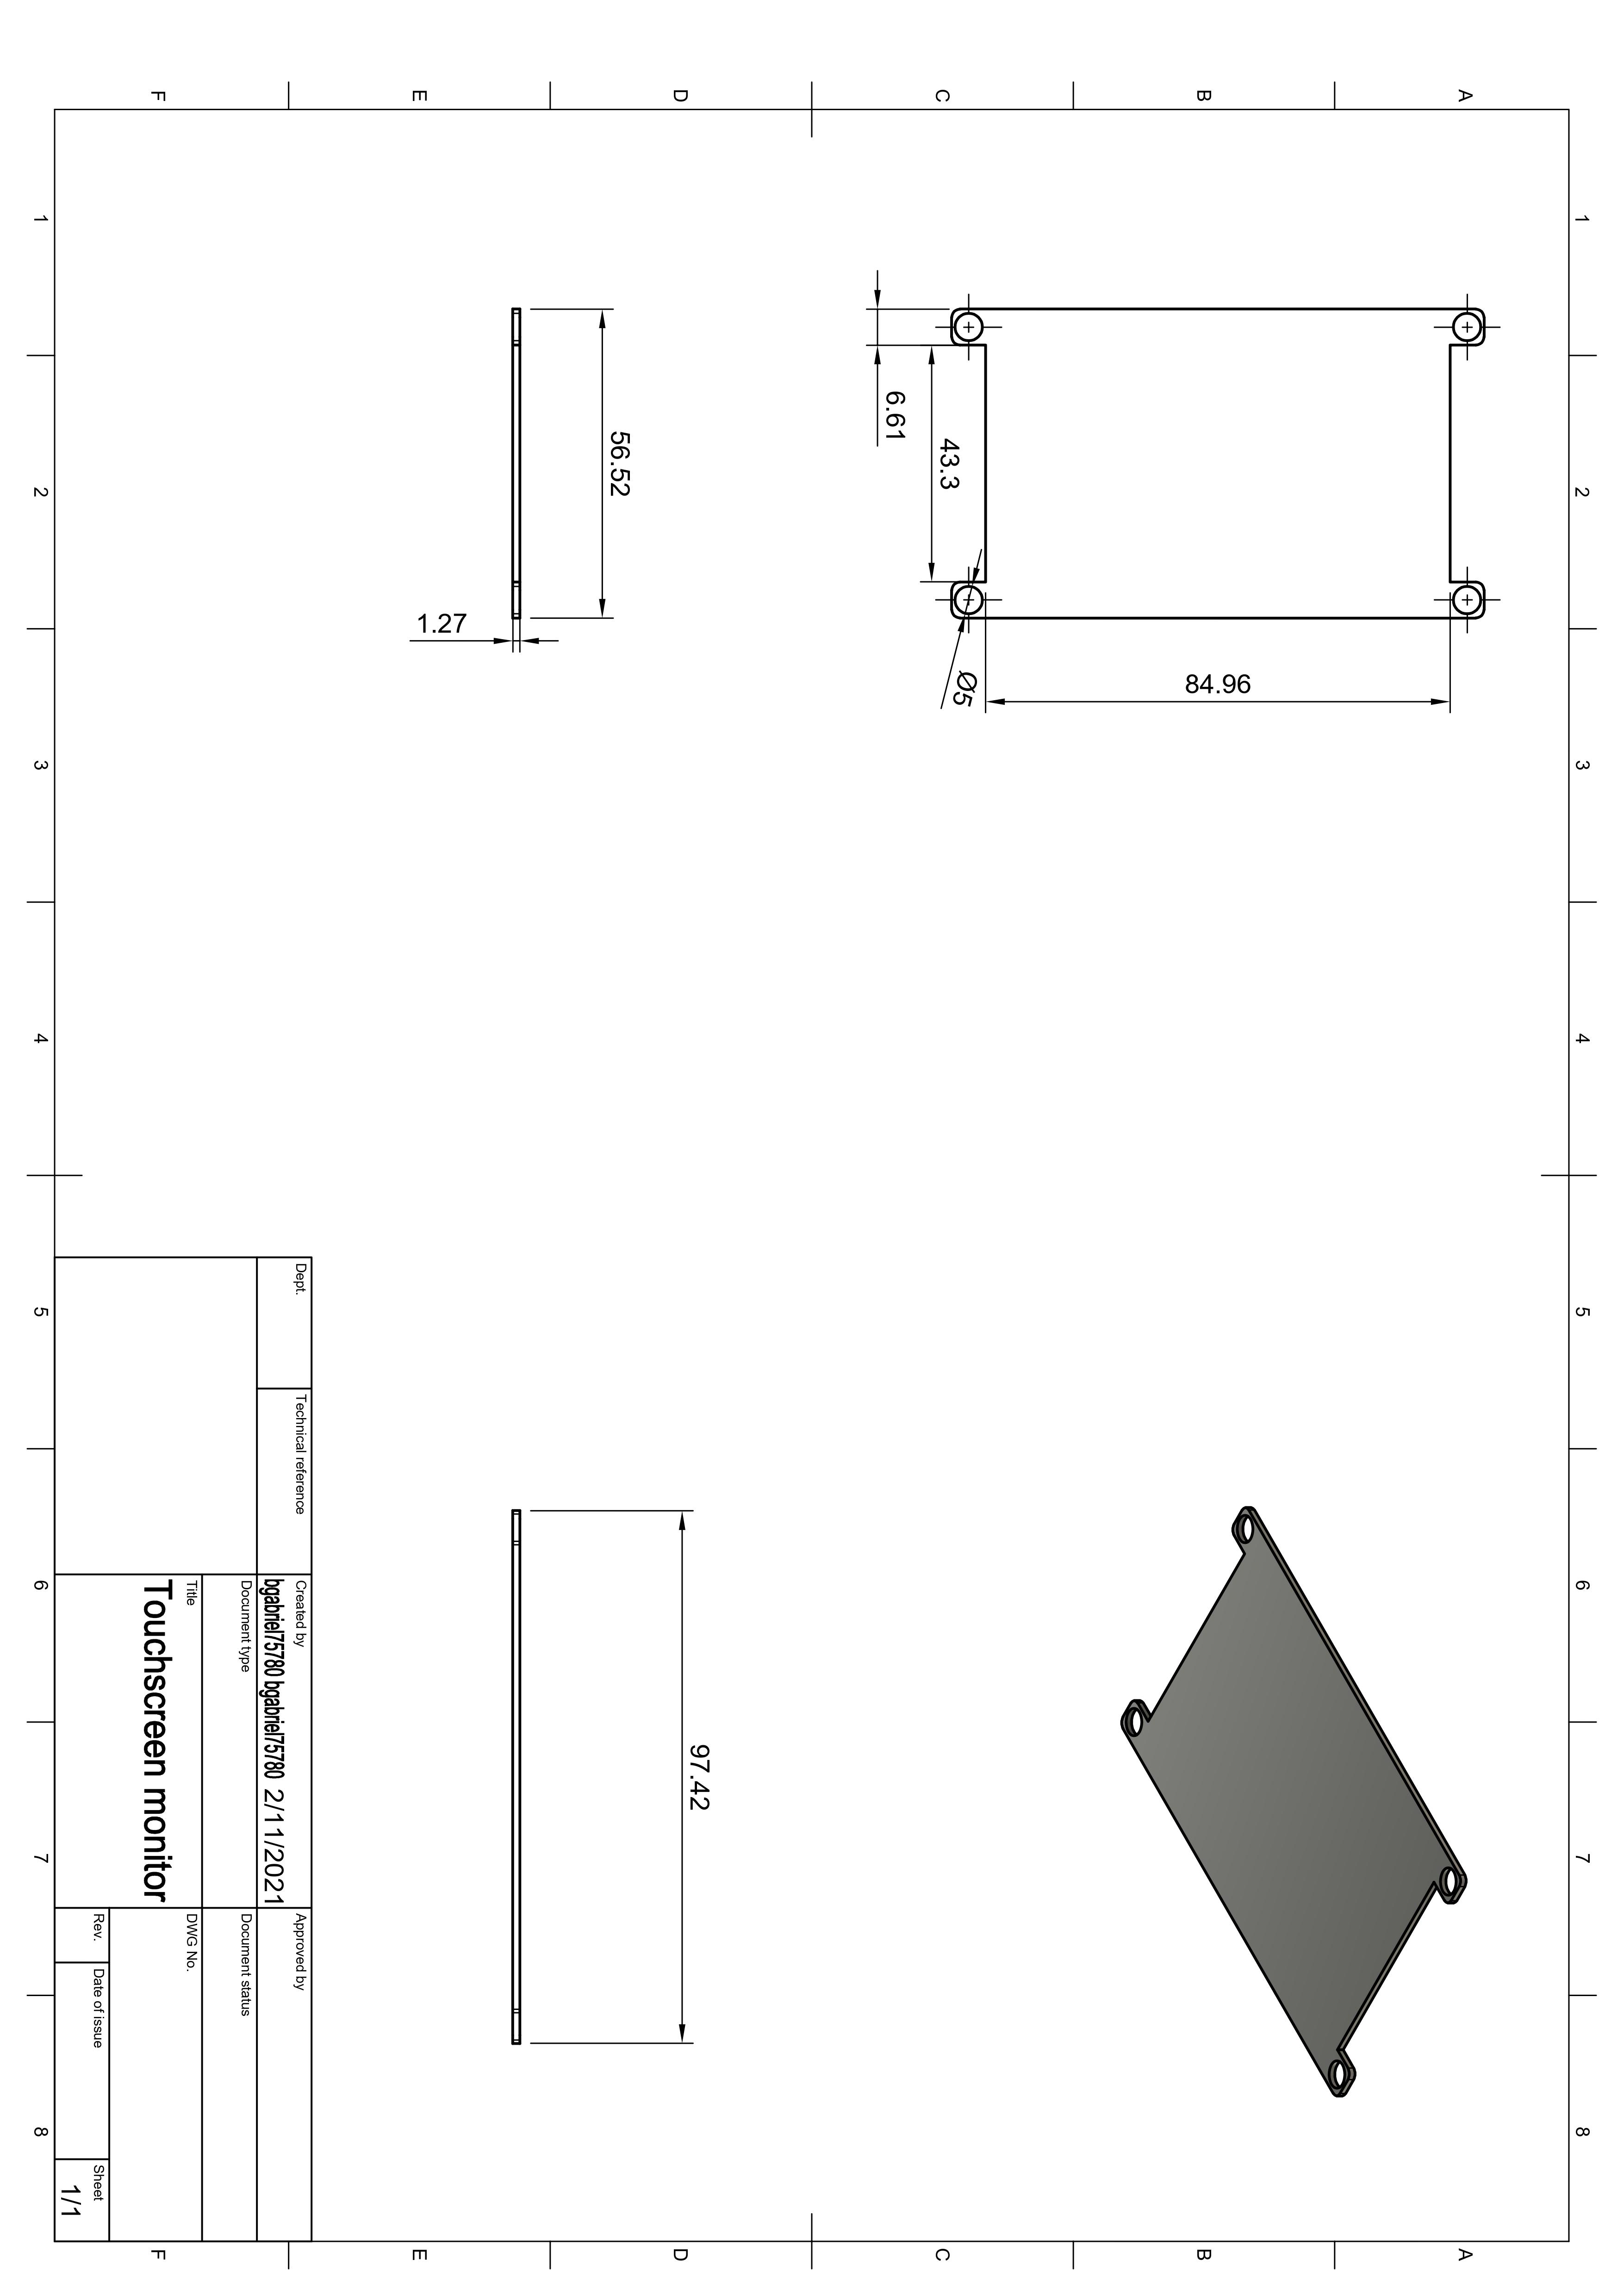 1
2
3
4
5
6
7
8
A
B
C
D
E
F
A
B
C
D
E
F
84.96
43.3
6.61
Ø5
56.52
1.27
97.42
Dept.
Technical reference
Created by
bgabriel75780 bgabriel75780 2/11/2021
Approved by
Document type
Document status
Title
Touchscreen monitor
DWG No.
Rev.
Date of issue
Sheet
1/1
1
2
3
4
5
6
7
8